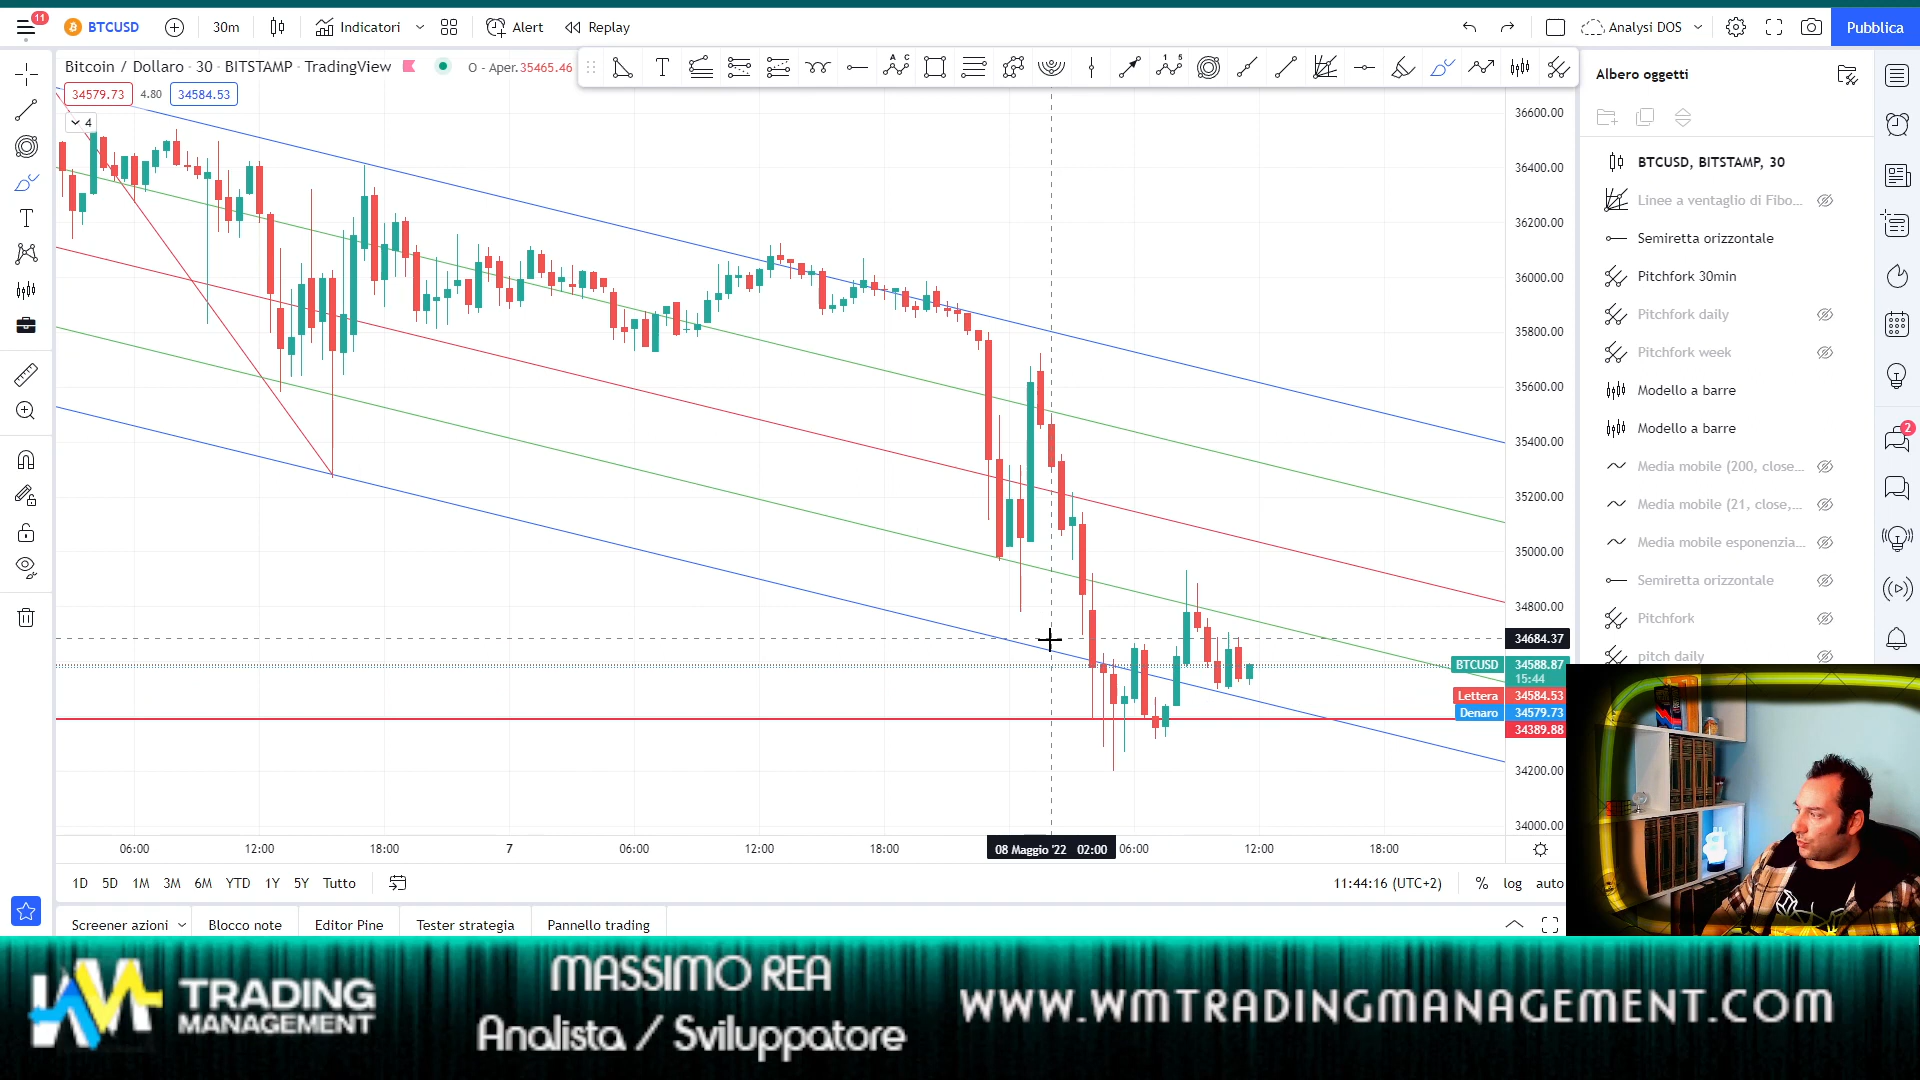 11
BTCUSD
30m
Indicatori
Alert
Replay
Analysi DOS
Pubblica
Bitcoin / Dollaro · 30 · BITSTAMP · TradingView
O - Aper.35465.46
34579.73
4.80
34584.53
4
36600.00
36400.00
36200.00
36000.00
35800.00
35600.00
35400.00
35200.00
35000.00
34800.00
34684.37
BTCUSD
34588.87
15:44
Lettera
34584.53
Denaro
34579.73
34389.88
34200.00
34000.00
Albero oggetti
BTCUSD, BITSTAMP, 30
Linee a ventaglio di Fibo...
Semiretta orizzontale
Pitchfork 30min
Pitchfork daily
Pitchfork week
Modello a barre
Modello a barre
Media mobile (200, close...
Media mobile (21, close,...
Media mobile esponenzia...
Semiretta orizzontale
Pitchfork
pitch daily
2
06:00
12:00
18:00
7
06:00
12:00
18:00
08 Maggio '22 02:00
06:00
12:00
18:00
1D 5D 1M 3M 6M YTD 1Y 5Y Tutto
11:44:16 (UTC+2)
% log auto
Screener azioni
Blocco note
Editor Pine
Tester strategia
Pannello trading
WM TRADING
MANAGEMENT
MASSIMO REA
Analista / Sviluppatore
WWW.WMTRADINGMANAGEMENT.COM